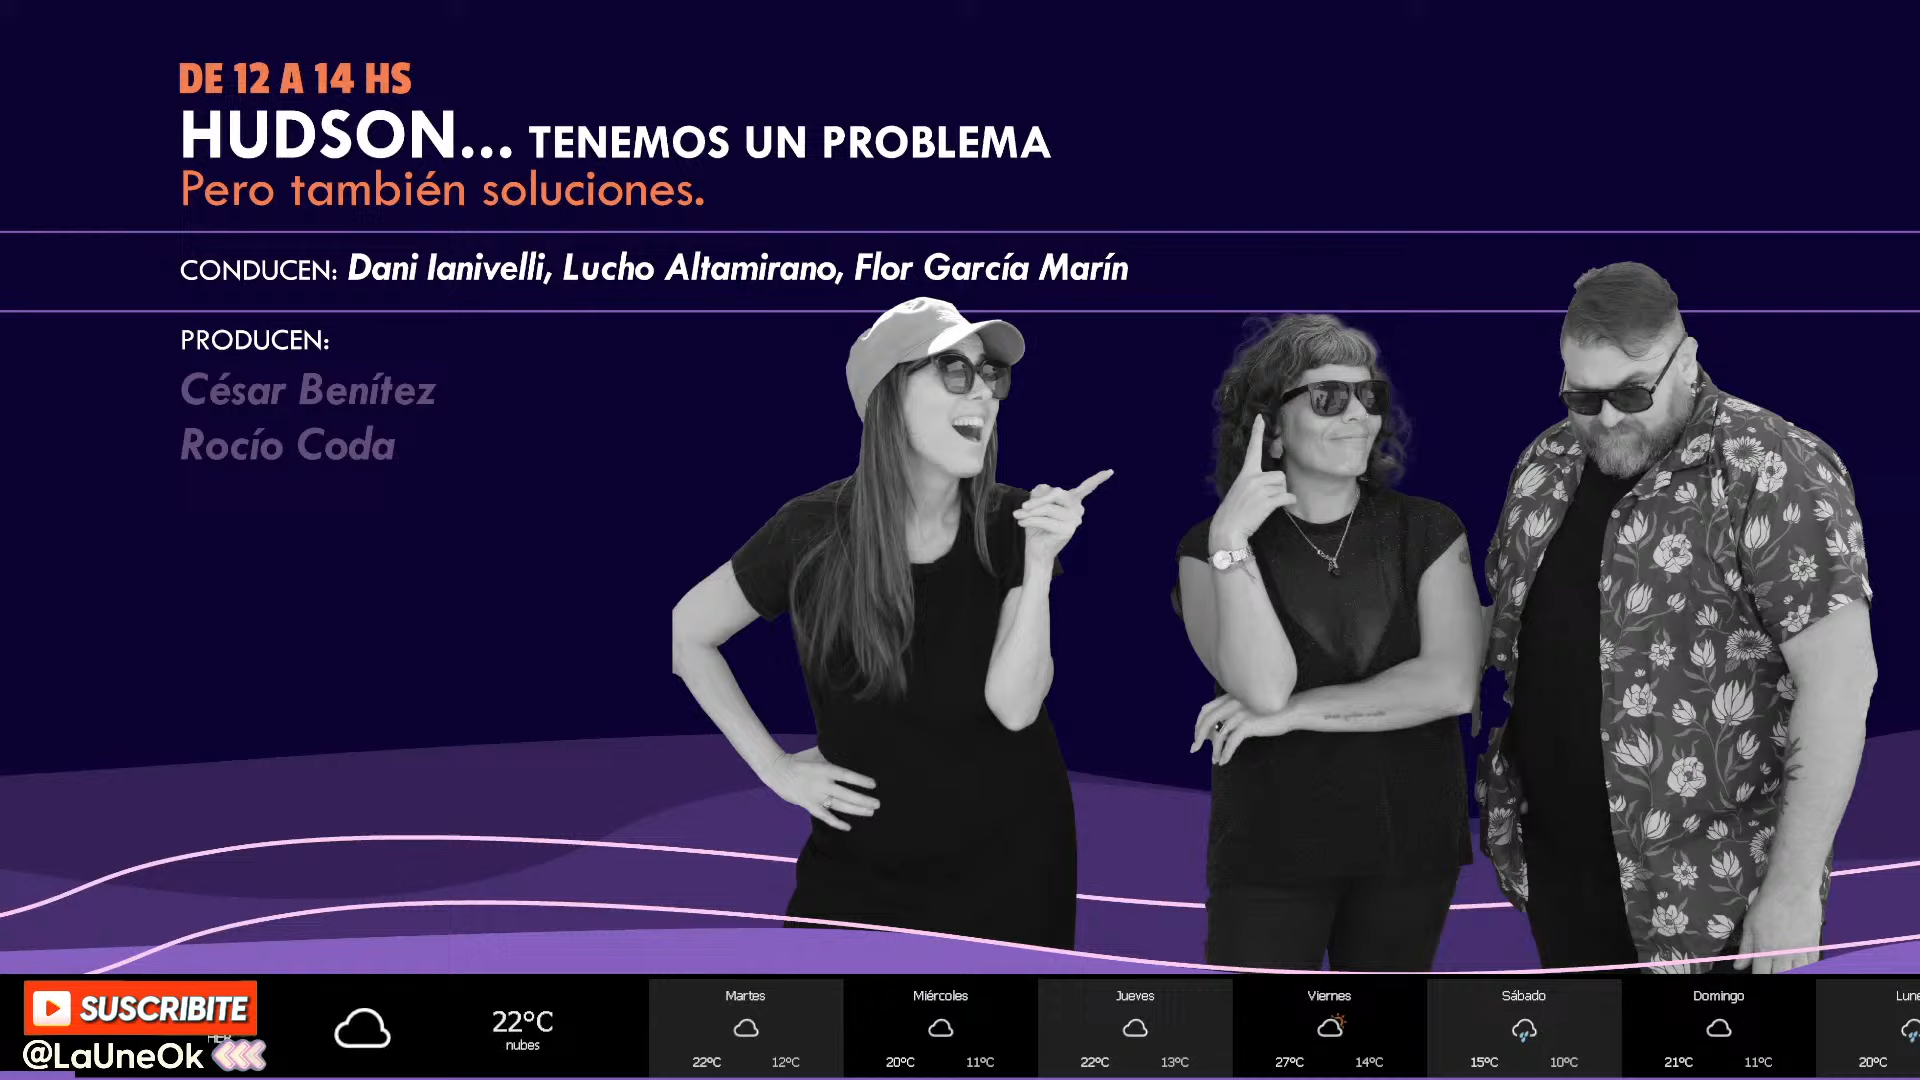 DE 12 A 14 HS
HUDSON... TENEMOS UN PROBLEMA
Pero también soluciones.
CONDUCEN: Dani Ianivelli, Lucho Altamirano, Flor García Marín
PRODUCEN:
César Benítez
Rocío Coda
SUSCRIBITE
@LaUneOk
22°C
nubes
Martes
22°C 12°C
Miércoles
20°C 11°C
Jueves
22°C 13°C
Viernes
27°C 14°C
Sábado
15°C 10°C
Domingo
21°C 11°C
Lune
20°C